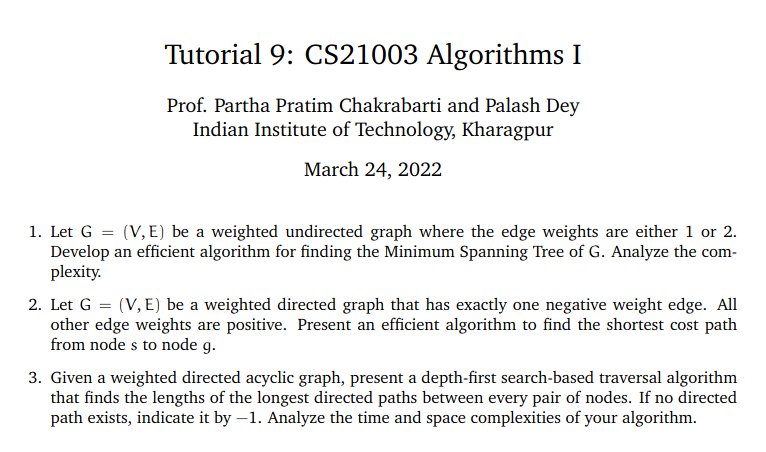 Tutorial 9: CS21003 Algorithms I
Prof. Partha Pratim Chakrabarti and Palash Dey
Indian Institute of Technology, Kharagpur
March 24, 2022
1. Let G = (V, E) be a weighted undirected graph where the edge weights are either 1 or 2.
Develop an efficient algorithm for finding the Minimum Spanning Tree of G. Analyze the com-
plexity.
2. Let G = (V, E) be a weighted directed graph that has exactly one negative weight edge. All
other edge weights are positive. Present an efficient algorithm to find the shortest cost path
from node s to node g.
3. Given a weighted directed acyclic graph, present a depth-first search-based traversal algorithm
that finds the lengths of the longest directed paths between every pair of nodes. If no directed
path exists, indicate it by −1. Analyze the time and space complexities of your algorithm.